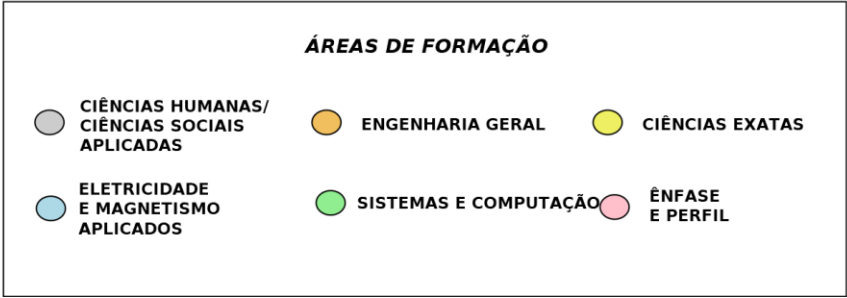 ÁREAS DE FORMAÇÃO
CIÊNCIAS HUMANAS/
CIÊNCIAS SOCIAIS
APLICADAS
ENGENHARIA GERAL
CIÊNCIAS EXATAS
ELETRICIDADE
E MAGNETISMO
APLICADOS
SISTEMAS E COMPUTAÇÃO
ÊNFASE
E PERFIL